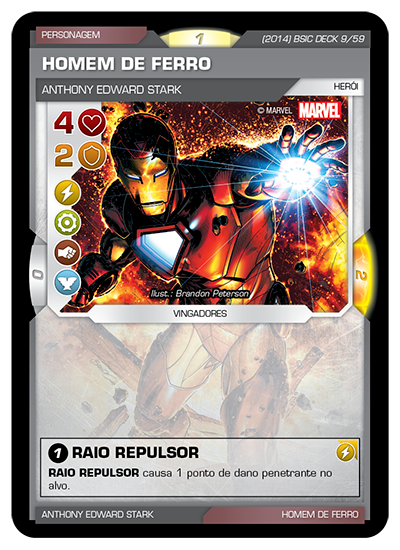 PERSONAGEM
1
(2014) BSIC DECK 9/59
HOMEM DE FERRO
ANTHONY EDWARD STARK
HERÓI
4
© MARVEL
MARVEL
2
0
2
Ilust.: Brandon Peterson
VINGADORES
1 RAIO REPULSOR
RAIO REPULSOR causa 1 ponto de dano penetrante no
alvo.
ANTHONY EDWARD STARK
HOMEM DE FERRO